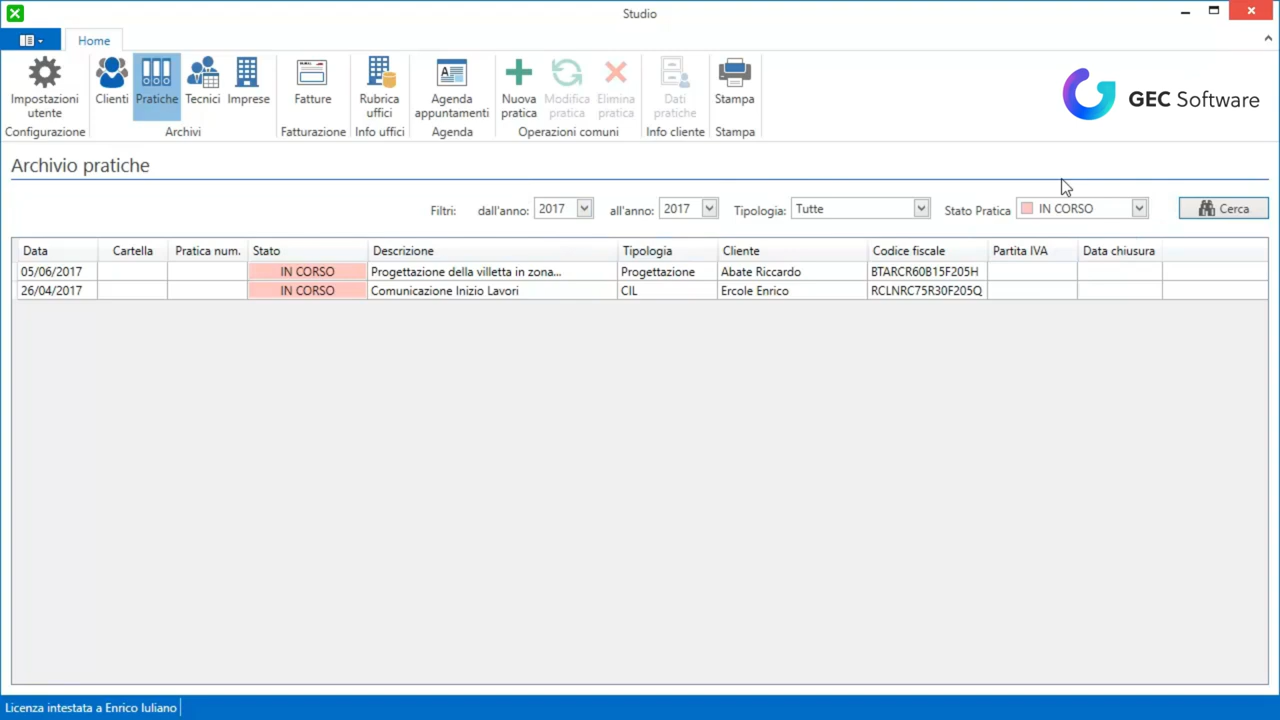 Studio
Home
Impostazioni utente
Clienti
Pratiche
Tecnici
Imprese
Fatture
Rubrica uffici
Agenda appuntamenti
Nuova pratica
Modifica pratica
Elimina pratica
Dati pratiche
Stampa
GEC Software
Configurazione
Archivi
Fatturazione
Info uffici
Agenda
Operazioni comuni
Info cliente
Stampa
Archivio pratiche
Filtri: dall'anno: 2017 all'anno: 2017 Tipologia: Tutte Stato Pratica IN CORSO Cerca
Data Cartella Pratica num. Stato Descrizione Tipologia Cliente Codice fiscale Partita IVA Data chiusura
05/06/2017 IN CORSO Progettazione della villetta in zona... Progettazione Abate Riccardo BTARCR60B15F205H
26/04/2017 IN CORSO Comunicazione Inizio Lavori CIL Ercole Enrico RCLNRC75R30F205Q
Licenza intestata a Enrico Iuliano